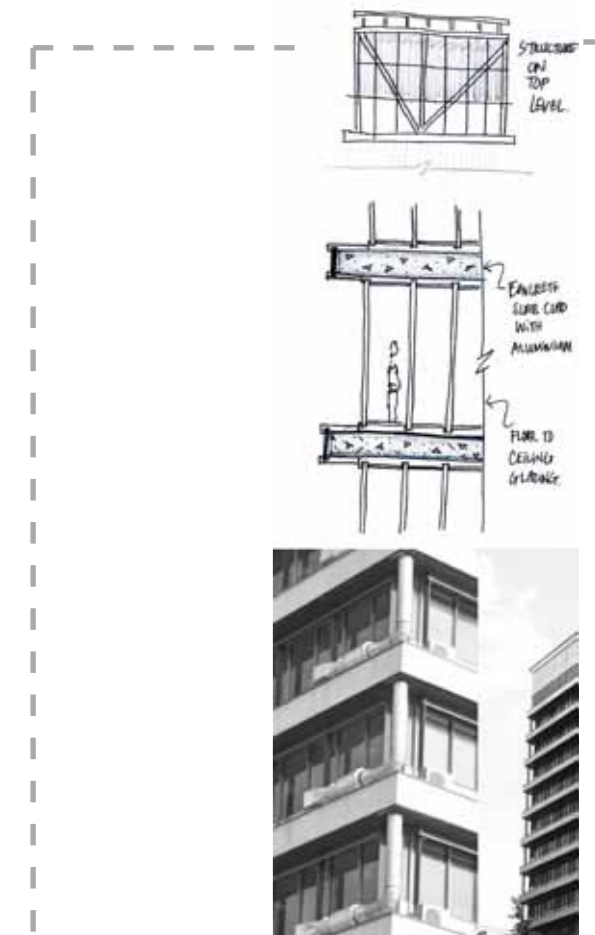 STRUCTURE
ON
TOP
LEVEL.
CONCRETE
SLAB CLAD
WITH
ALUMINIUM
FLOOR TO
CEILING
GLAZING.